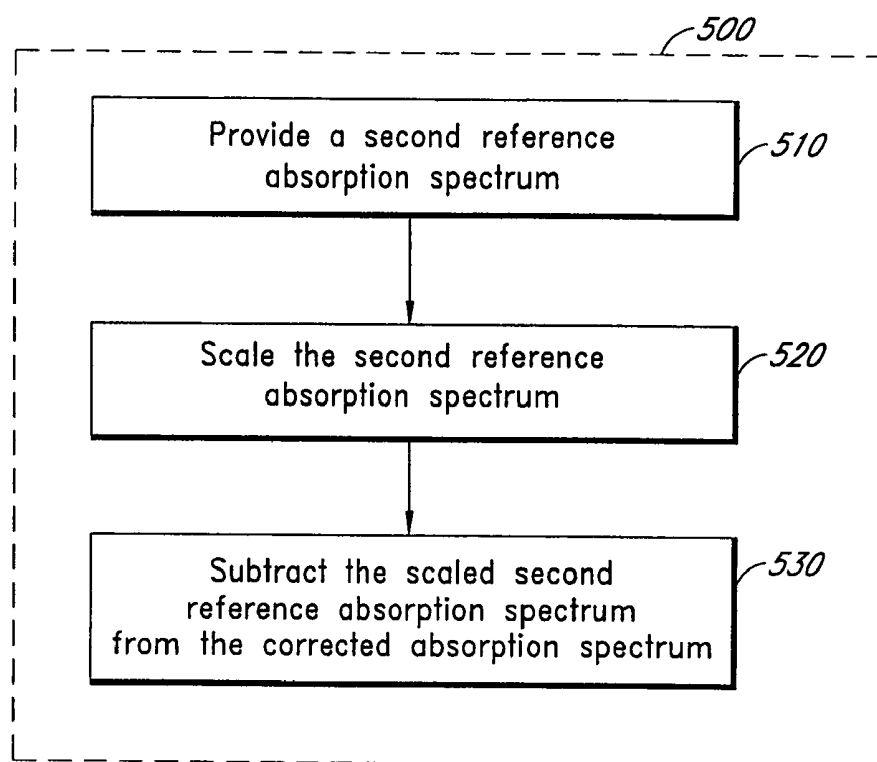 500
Provide a second reference
absorption spectrum
510
Scale the second reference
absorption spectrum
520
Subtract the scaled second
reference absorption spectrum
from the corrected absorption spectrum
530